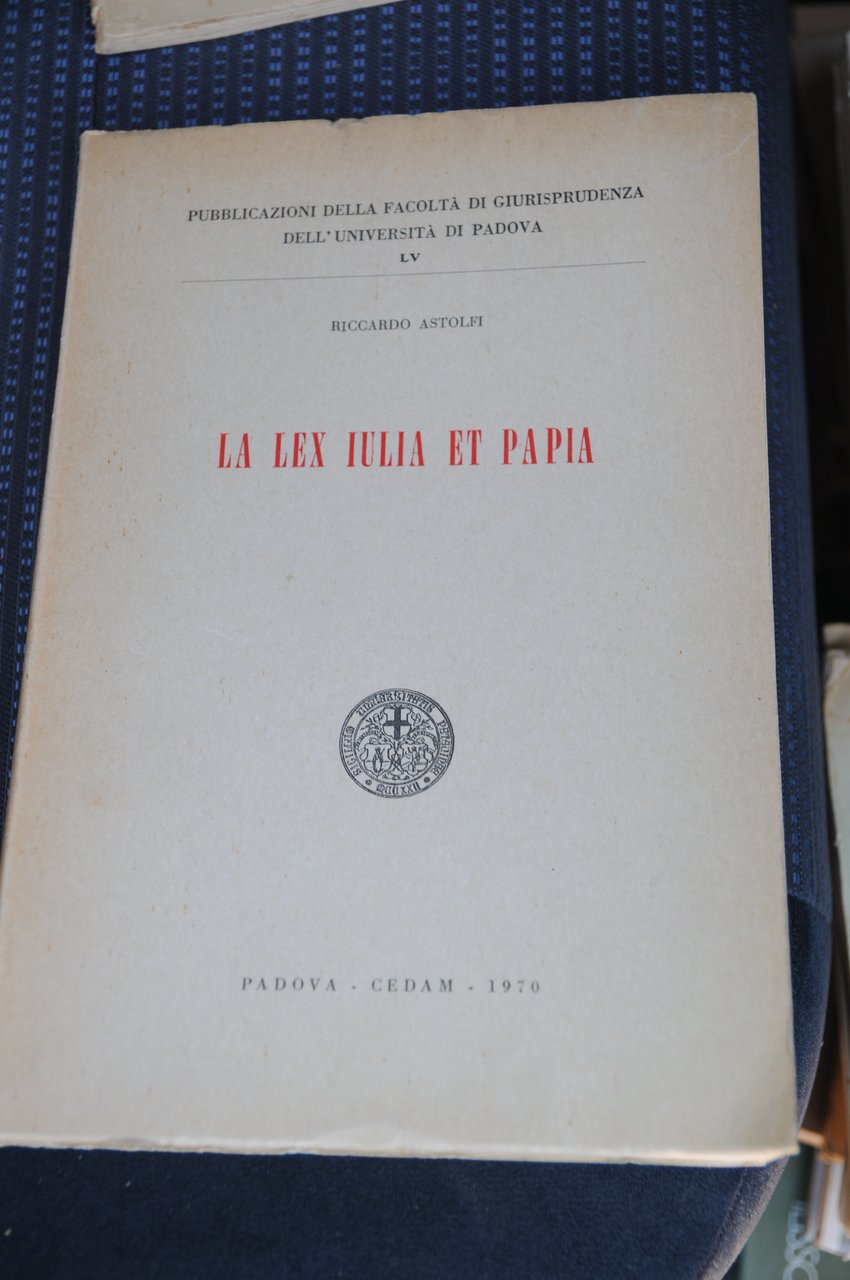 PUBBLICAZIONI DELLA FACOLTÀ DI GIURISPRUDENZA
DELL'UNIVERSITÀ DI PADOVA
LV
RICCARDO ASTOLFI
LA LEX IULIA ET PAPIA
PADOVA - CEDAM - 1970